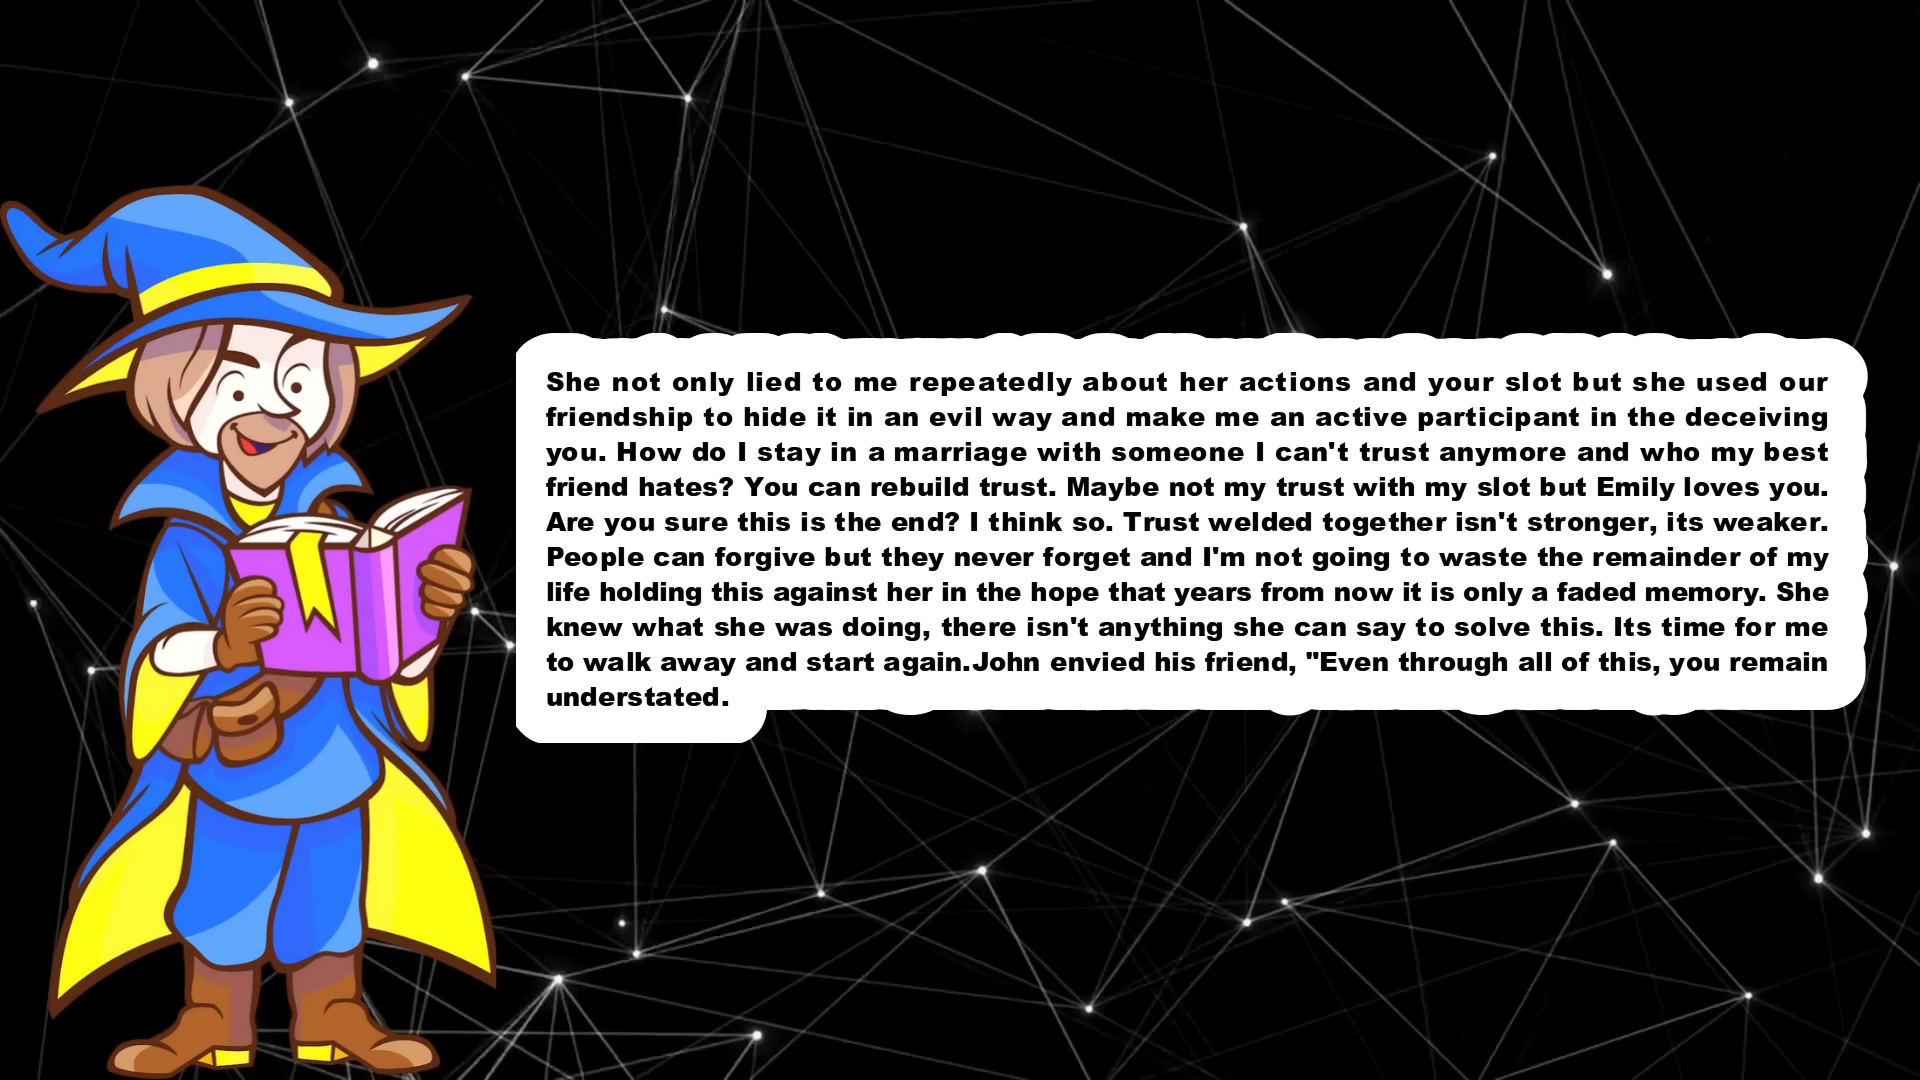 She not only lied to me repeatedly about her actions and your slot but she used our
friendship to hide it in an evil way and make me an active participant in the deceiving
you. How do I stay in a marriage with someone I can't trust anymore and who my best
friend hates? You can rebuild trust. Maybe not my trust with my slot but Emily loves you.
Are you sure this is the end? I think so. Trust welded together isn't stronger, its weaker.
People can forgive but they never forget and I'm not going to waste the remainder of my
life holding this against her in the hope that years from now it is only a faded memory. She
knew what she was doing, there isn't anything she can say to solve this. Its time for me
to walk away and start again.John envied his friend, "Even through all of this, you remain
understated.